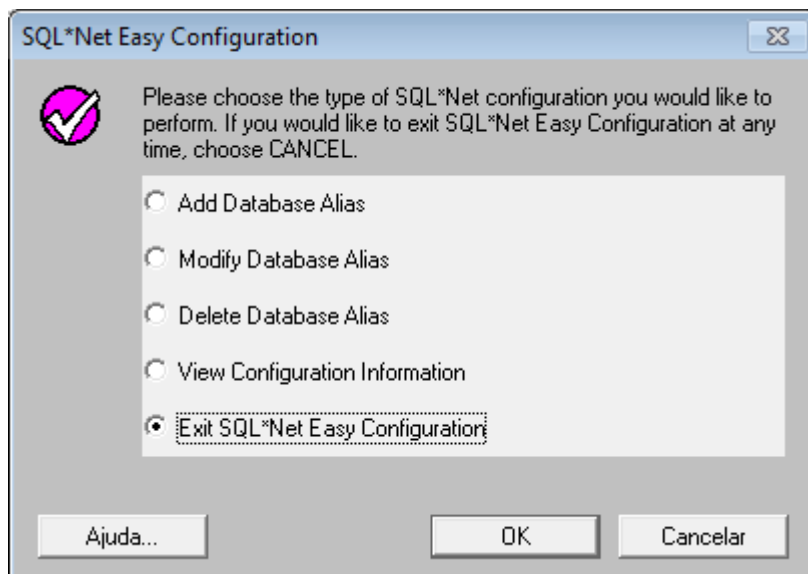 SQL*Net Easy Configuration
Please choose the type of SQL*Net configuration you would like to
perform. If you would like to exit SQL*Net Easy Configuration at any
time, choose CANCEL.
Add Database Alias
Modify Database Alias
Delete Database Alias
View Configuration Information
Exit SQL*Net Easy Configuration
Ajuda... OK Cancelar